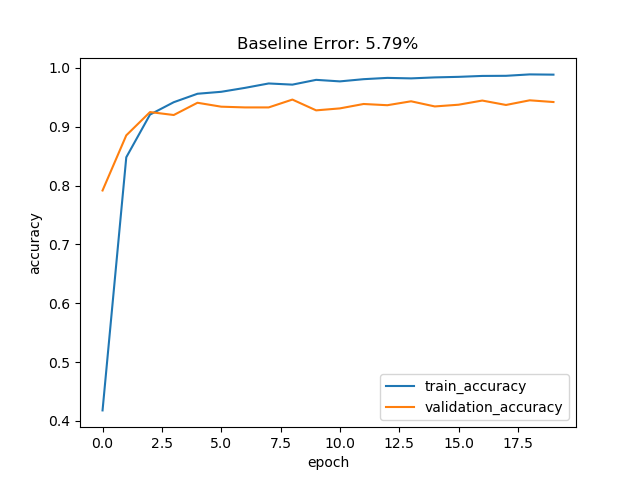 Baseline Error: 5.79%
1.0
0.9
0.8
0.7
0.6
0.5
0.4
accuracy
train_accuracy
validation_accuracy
0.0 2.5 5.0 7.5 10.0 12.5 15.0 17.5
epoch